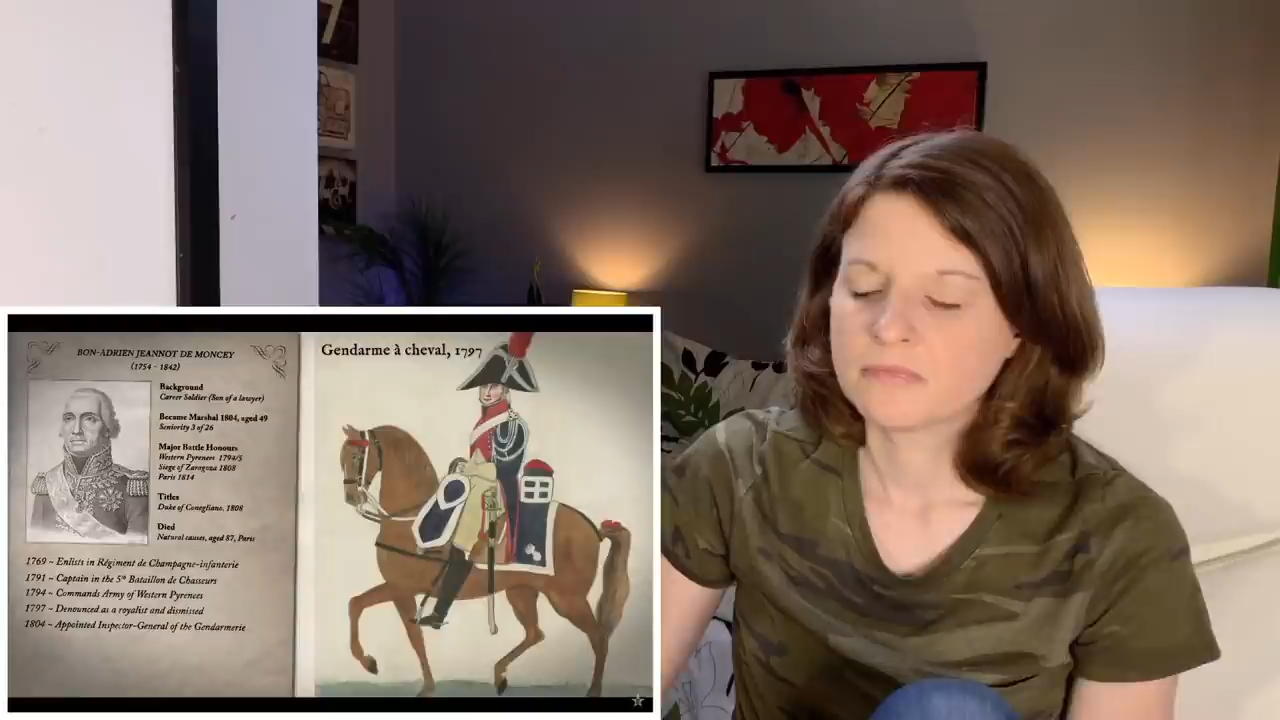 BON-ADRIEN JEANNOT DE MONCEY
(1754 - 1842)
Background
Career Soldier (Son of a lawyer)
Became Marshal 1804, aged 49
Seniority 3 of 26
Major Battle Honours
Western Pyrenees 1794/5
Siege of Zaragoza 1808
Paris 1814
Titles
Duke of Conegliano, 1808
Died
Natural causes, aged 87, Paris
1769 ~ Enlists in Régiment de Champagne-infanterie
1791 ~ Captain in the 5th Bataillon de Chasseurs
1794 ~ Commands Army of Western Pyrenees
1797 ~ Denounced as a royalist and dismissed
1804 ~ Appointed Inspector-General of the Gendarmerie
Gendarme à cheval, 1797